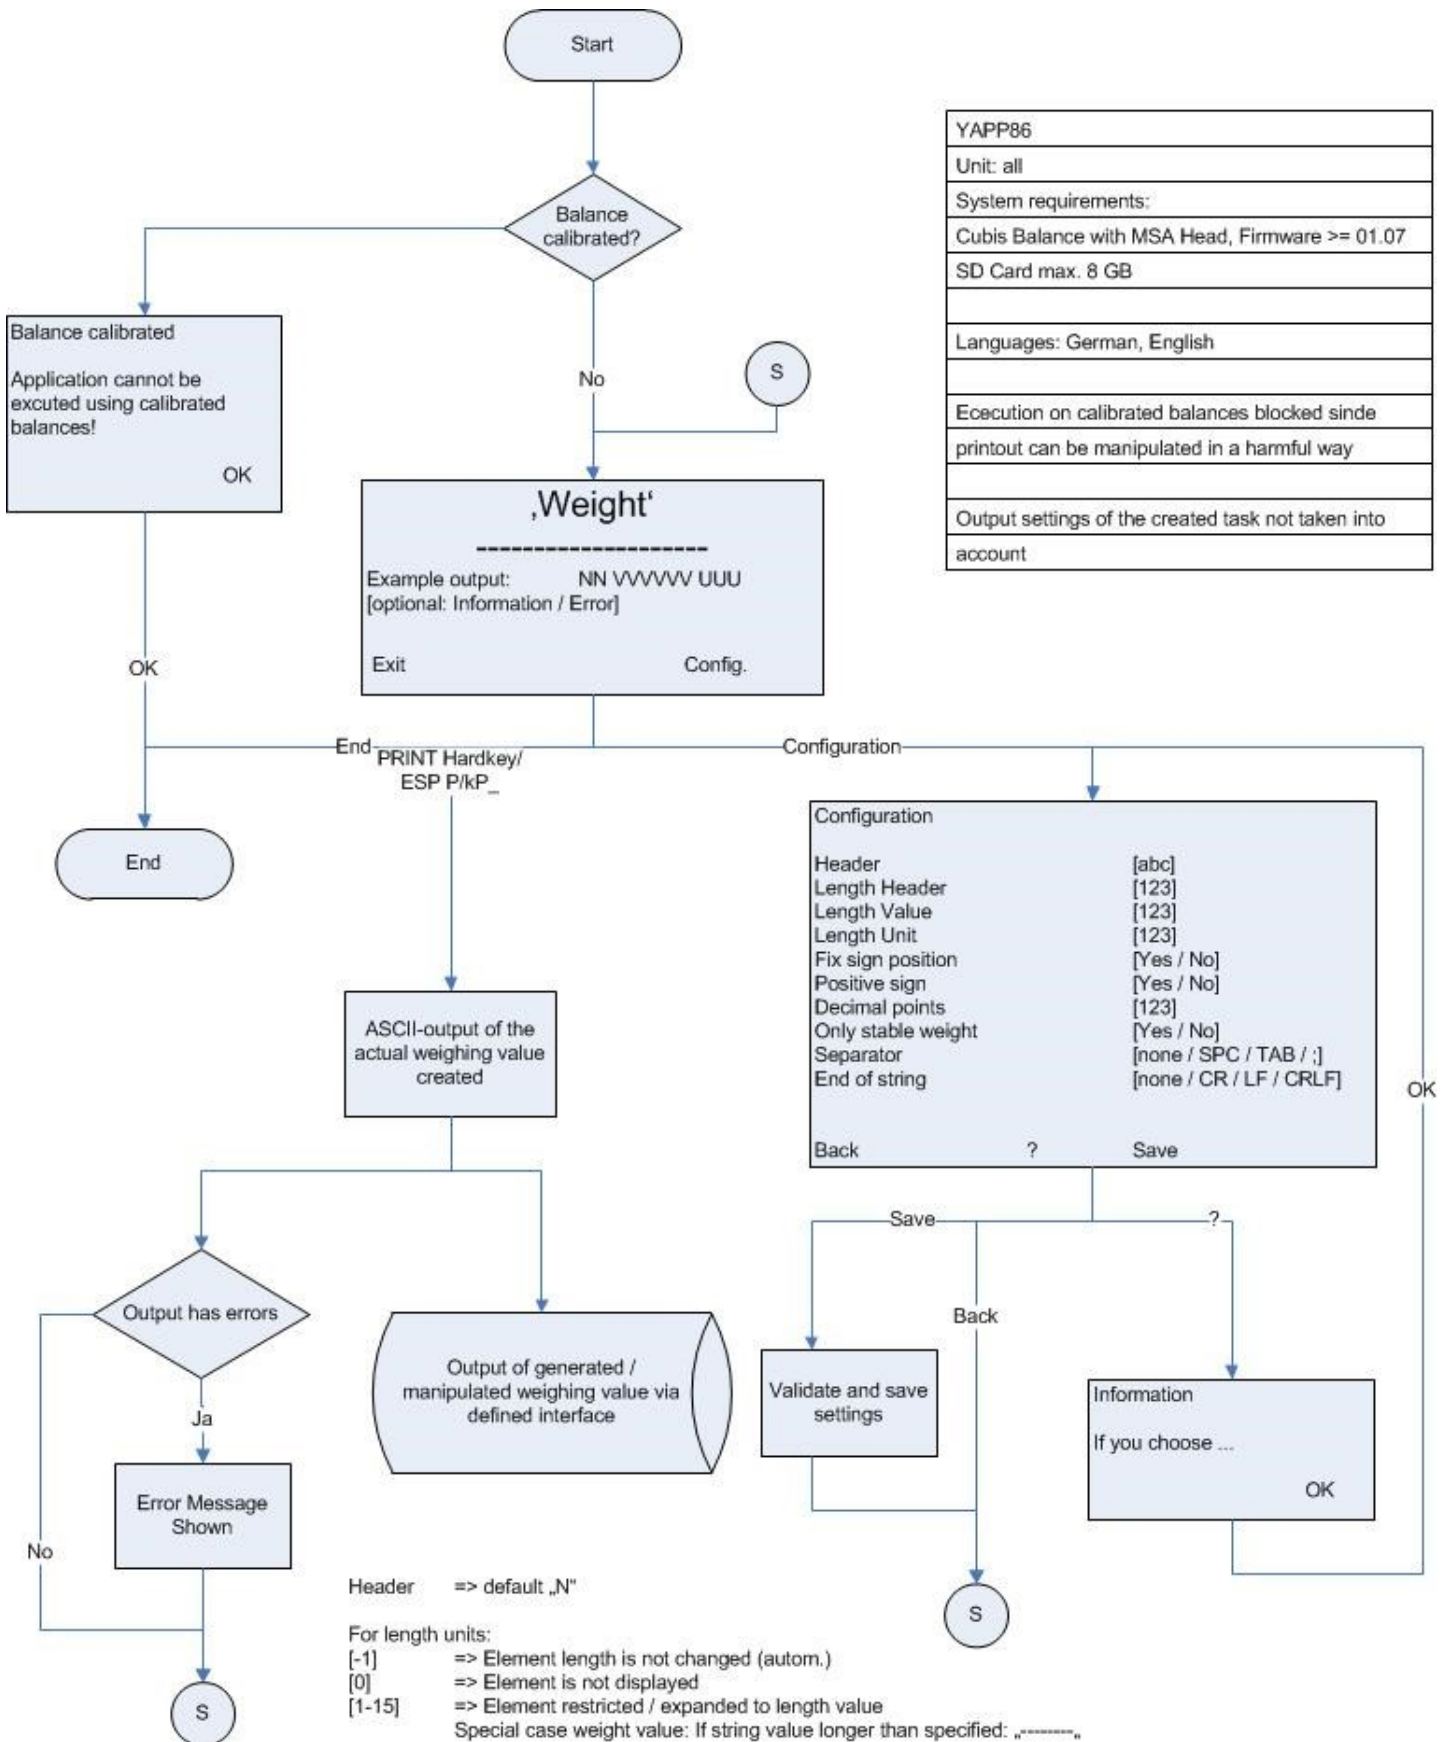 Start
YAPP86
Unit: all
System requirements:
Cubis Balance with MSA Head, Firmware >= 01.07
SD Card max. 8 GB
Languages: German, English
Ececution on calibrated balances blocked sinde
printout can be manipulated in a harmful way
Output settings of the created task not taken into
account
Balance
calibrated?
Balance calibrated
Application cannot be
excuted using calibrated
balances!
OK
No
S
‚Weight‘
--------------------
Example output: NN VVVVVV UUU
[optional: Information / Error]
Exit Config.
OK
End
PRINT Hardkey/
ESP P/kP_
Configuration
End
Configuration
Header [abc]
Length Header [123]
Length Value [123]
Length Unit [123]
Fix sign position [Yes / No]
Positive sign [Yes / No]
Decimal points [123]
Only stable weight [Yes / No]
Separator [none / SPC / TAB / ;]
End of string [none / CR / LF / CRLF]
Back ? Save
OK
ASCII-output of the
actual weighing value
created
Save
?
Back
Output has errors
Output of generated /
manipulated weighing value via
defined interface
Validate and save
settings
Information
If you choose ...
OK
Ja
Error Message
Shown
No
S
S
Header => default „N“
For length units:
[-1] => Element length is not changed (autom.)
[0] => Element is not displayed
[1-15] => Element restricted / expanded to length value
Special case weight value: If string value longer than specified: „--------„